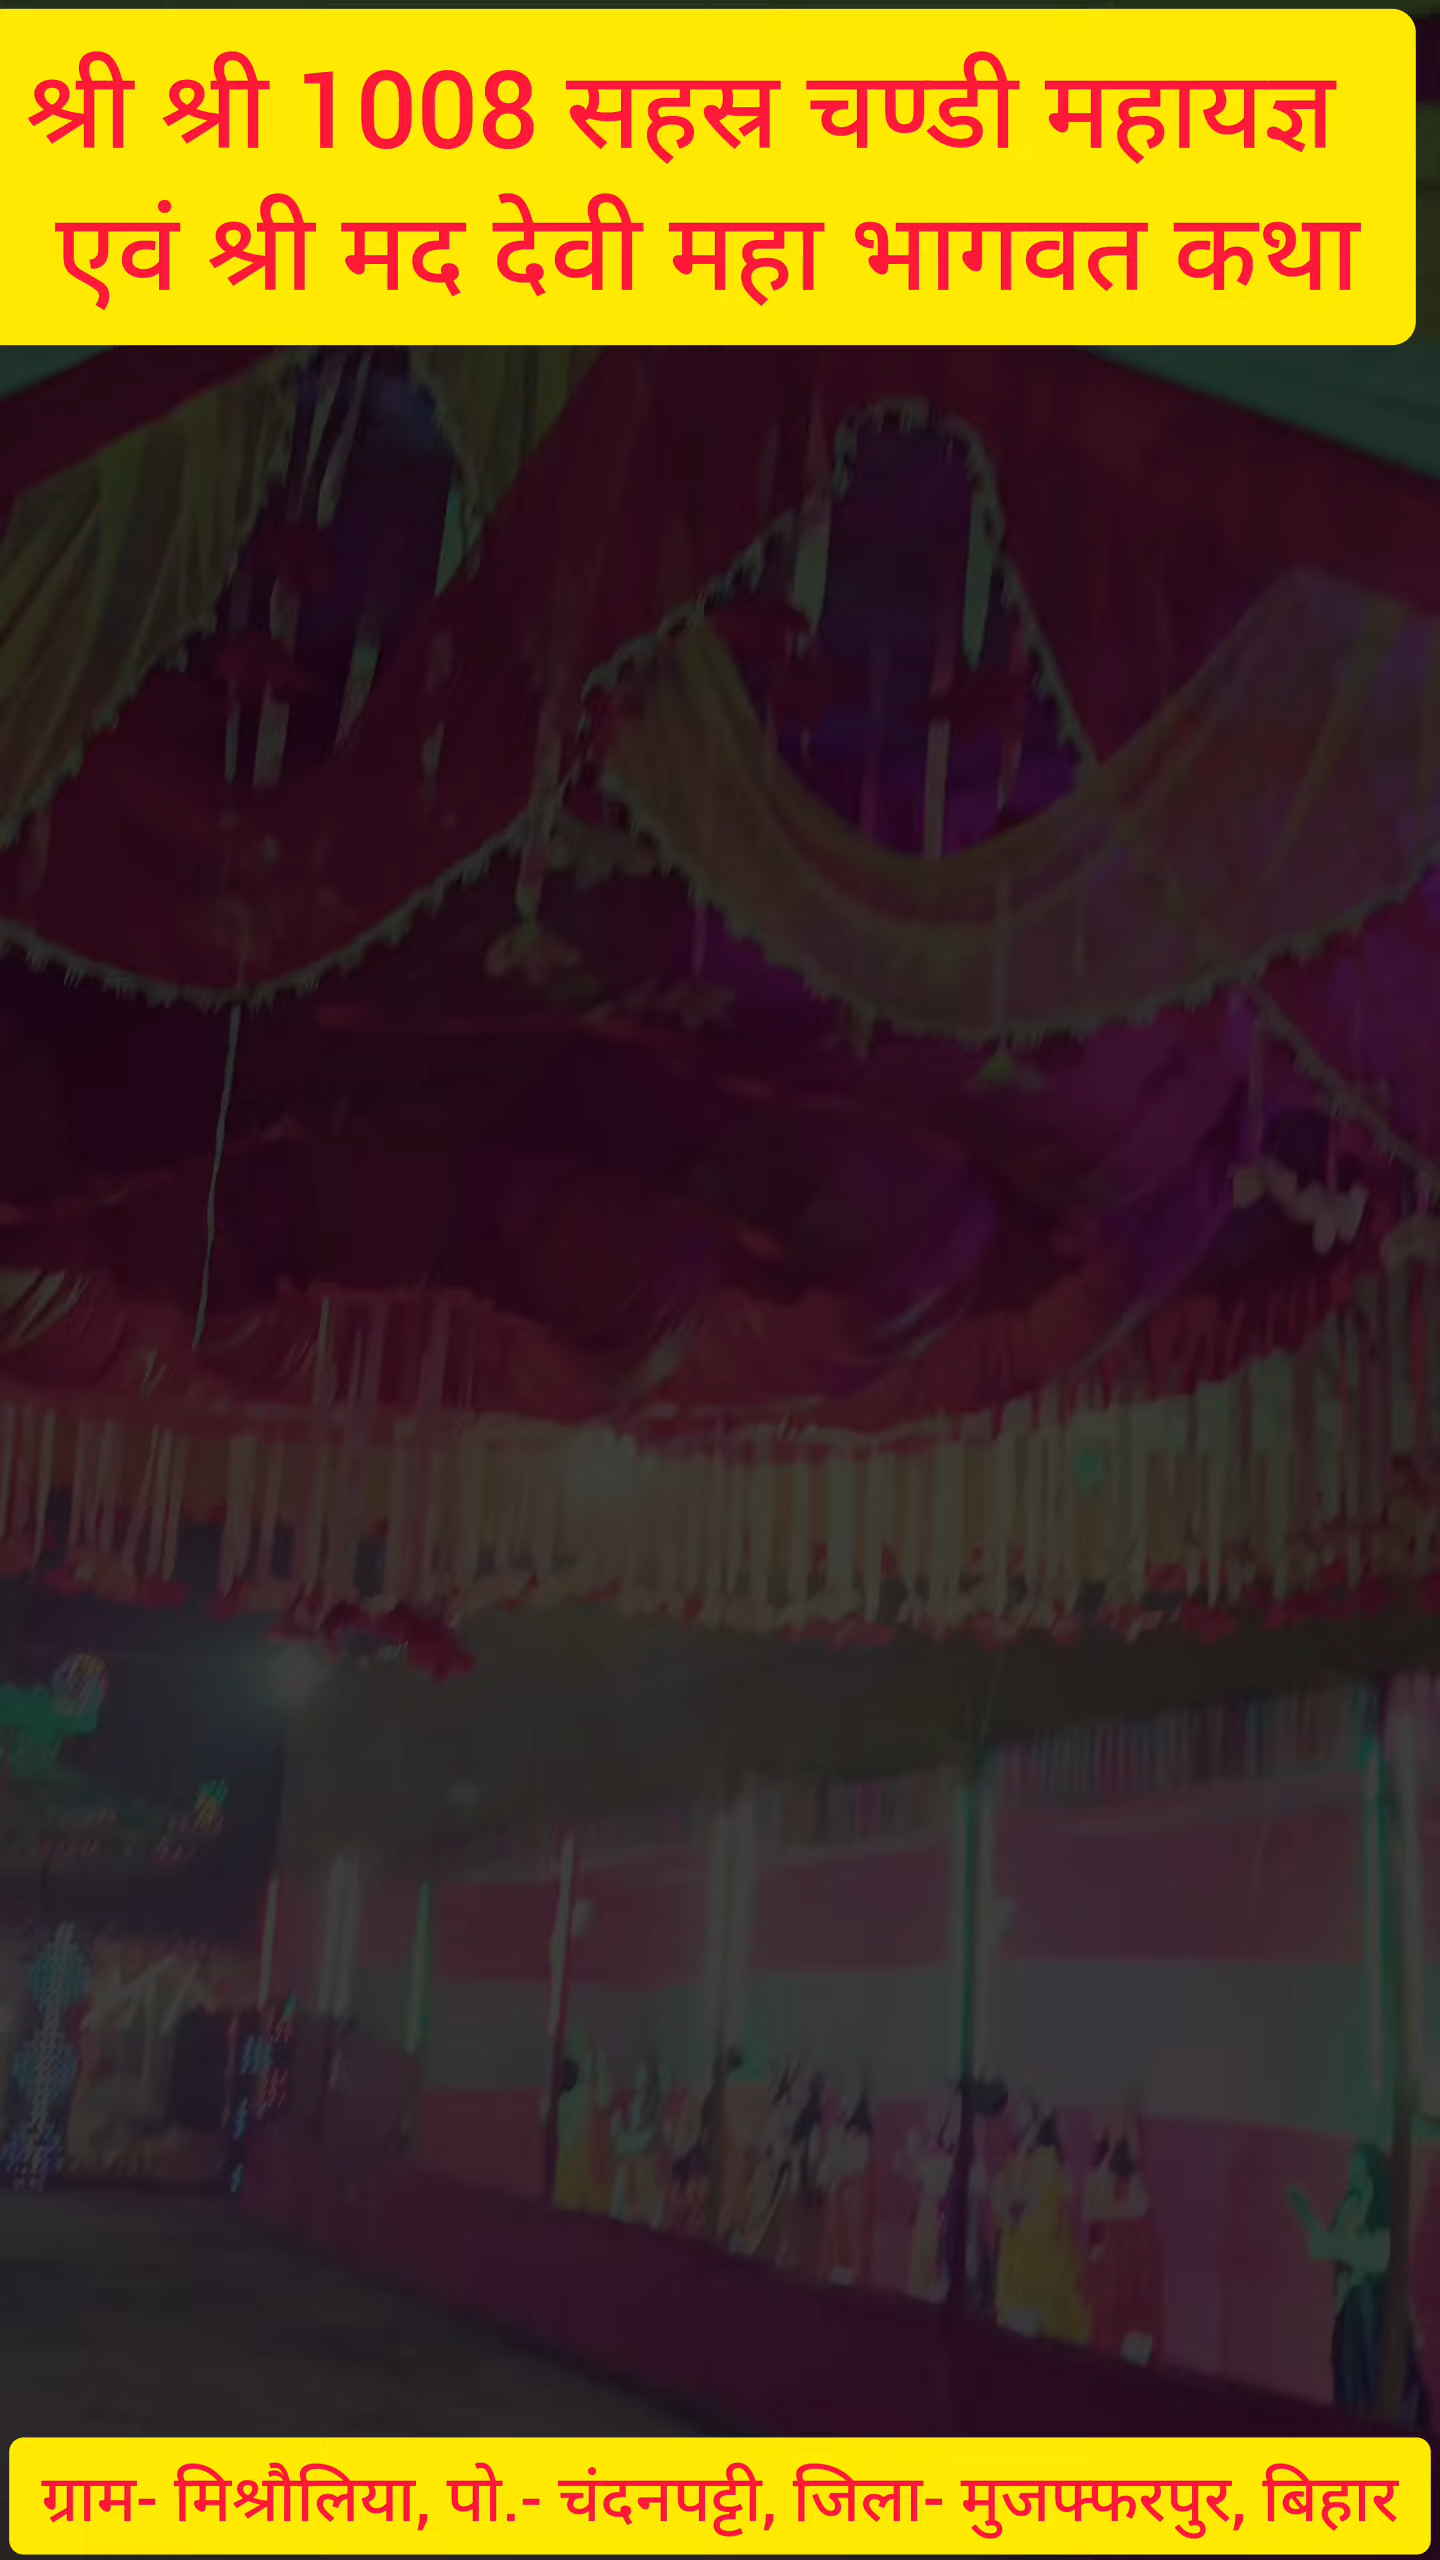 श्री श्री 1008 सहस्र चण्डी महायज्ञ
एवं श्री मद देवी महा भागवत कथा
ग्राम- मिश्रौलिया, पो.- चंदनपट्टी, जिला- मुजफ्फरपुर, बिहार